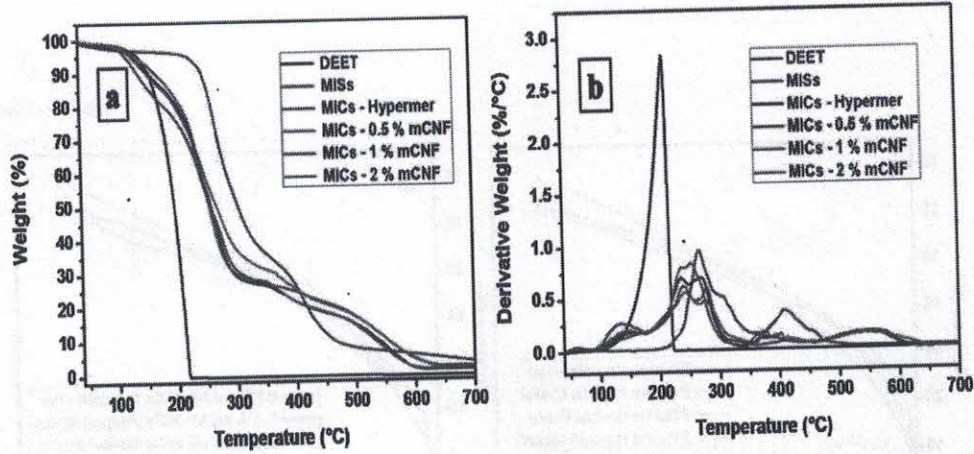 a
Weight (%)
100
90
80
70
60
50
40
30
20
10
0
100
200
300
400
500
600
700
Temperature (°C)
DEET
MISs
MICs - Hypermer
MICs - 0.5 % mCNF
MICs - 1 % mCNF
MICs - 2 % mCNF
b
Derivative Weight (%/°C)
3.0
2.5
2.0
1.5
1.0
0.5
0.0
0
100
200
300
400
500
600
700
Temperature (°C)
DEET
MISs
MICs - Hypermer
MICs - 0.5 % mCNF
MICs - 1 % mCNF
MICs - 2 % mCNF